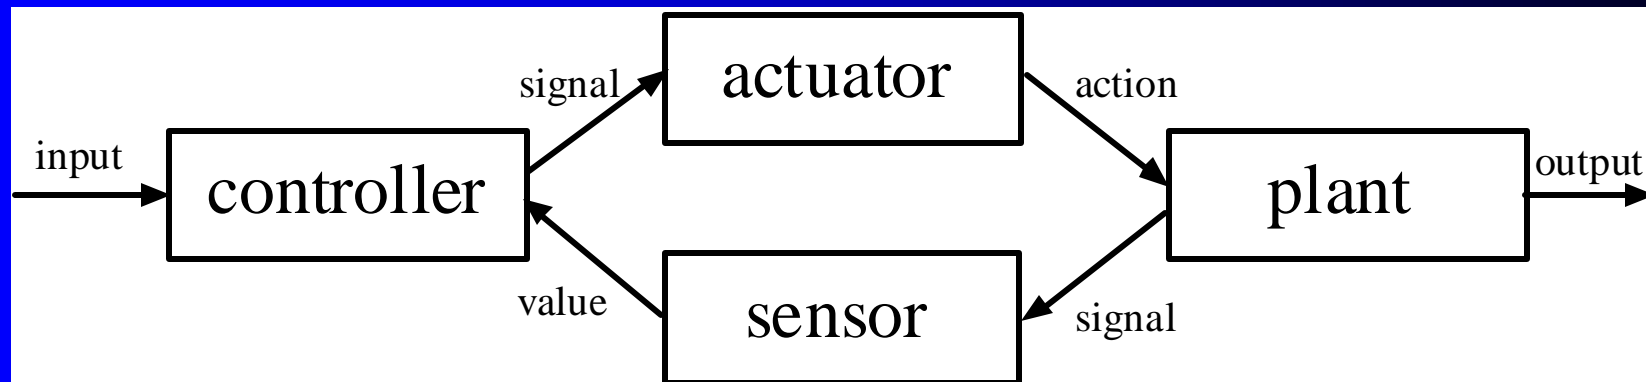 actuator
signal
action
input
controller
plant
output
value
sensor
signal